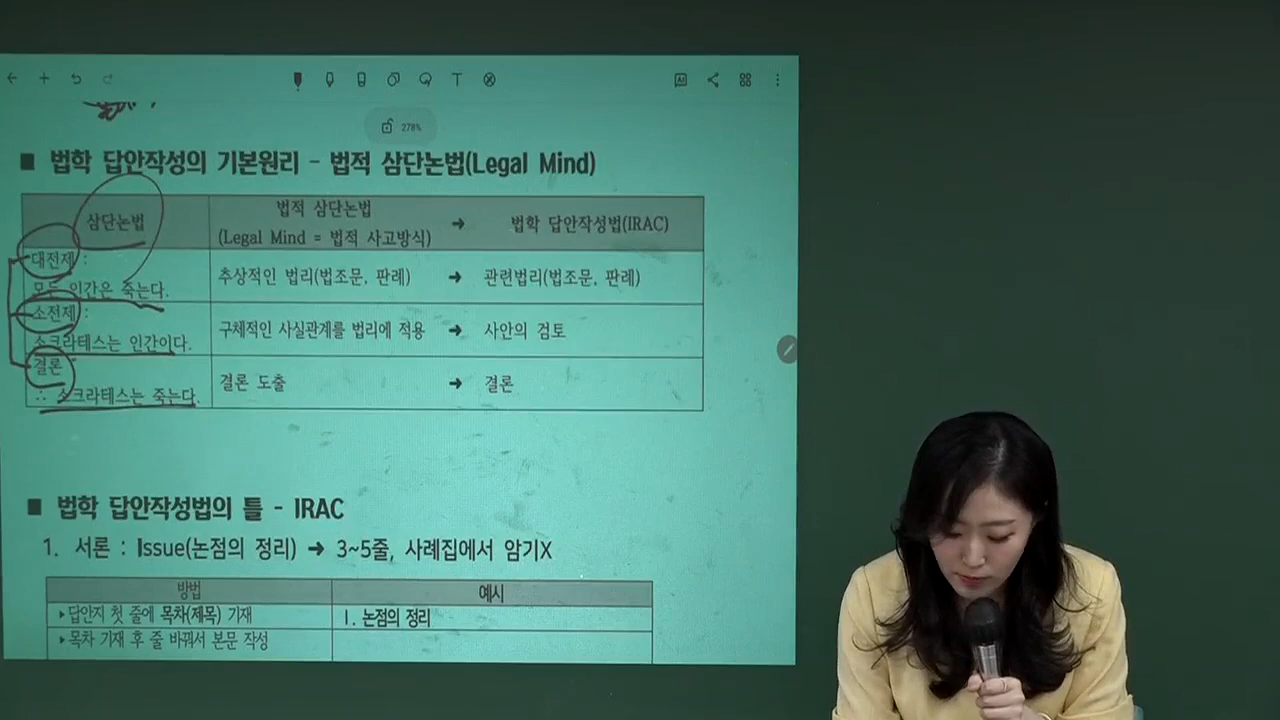 278%
■ 법학 답안작성의 기본원리 - 법적 삼단논법(Legal Mind)
삼단논법
법적 삼단논법
(Legal Mind = 법적 사고방식)
→
법학 답안작성법(IRAC)
대전제 :
모든 인간은 죽는다.
추상적인 법리(법조문, 판례) → 관련법리(법조문, 판례)
소전제 :
소크라테스는 인간이다.
구체적인 사실관계를 법리에 적용 → 사안의 검토
결론
∴ 소크라테스는 죽는다.
결론 도출 → 결론
■ 법학 답안작성법의 틀 - IRAC
1. 서론 : Issue(논점의 정리) → 3~5줄, 사례집에서 암기X
방법 예시
▸답안지 첫 줄에 목차(제목) 기재 Ⅰ. 논점의 정리
▸목차 기재 후 줄 바꿔서 본문 작성